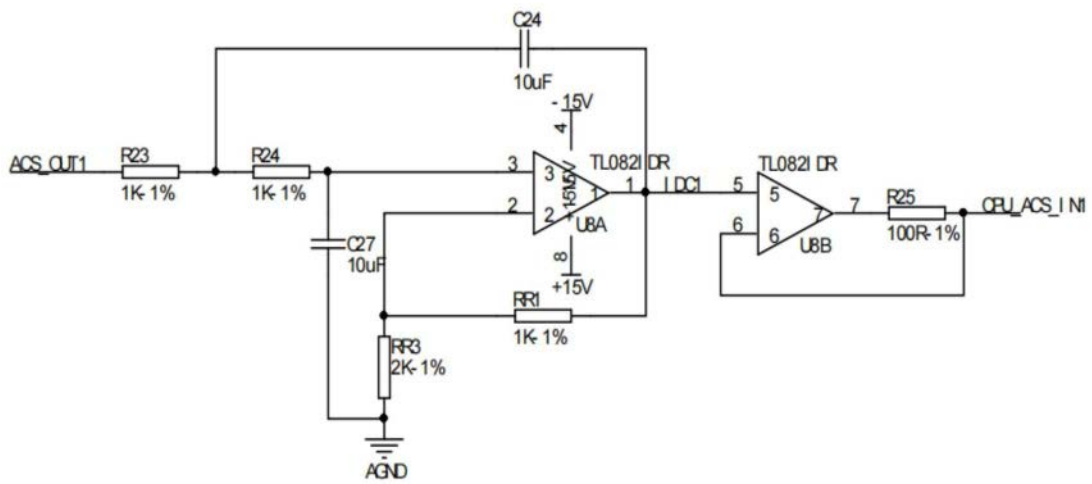 C24
10uF
-15V
4
ACS_OUT1
R23
1K-1%
R24
1K-1%
3
3
2
2
1
1
TL082IDR
U8A
IDC1
8
+15V
C27
10uF
RR1
1K-1%
RR3
2K-1%
AGND
TL082IDR
5
5
6
6
7
7
U8B
R25
100R-1%
CPU_ACS_IN1